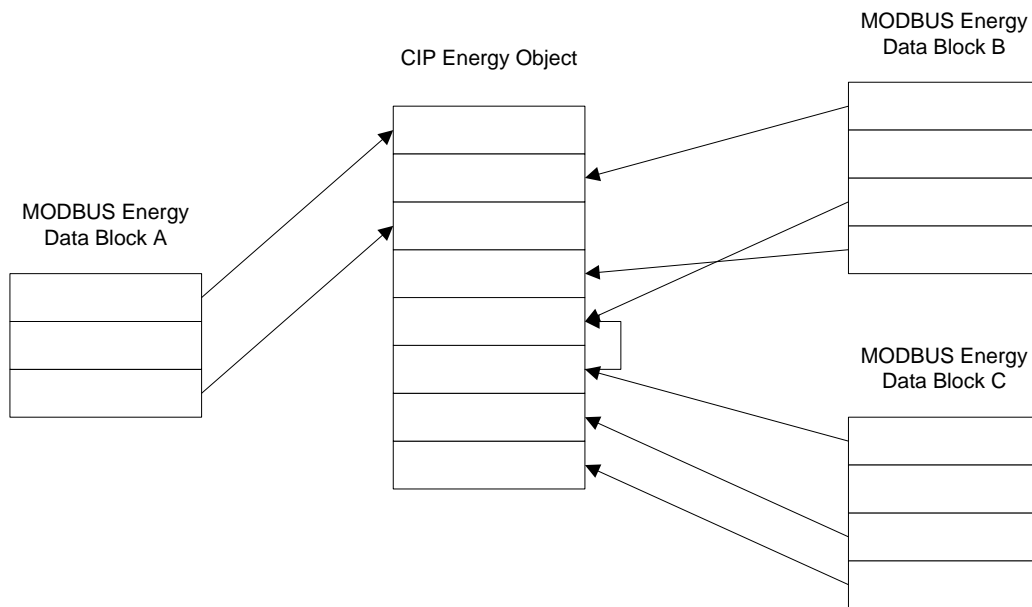 MODBUS Energy
Data Block A
CIP Energy Object
MODBUS Energy
Data Block B
MODBUS Energy
Data Block C